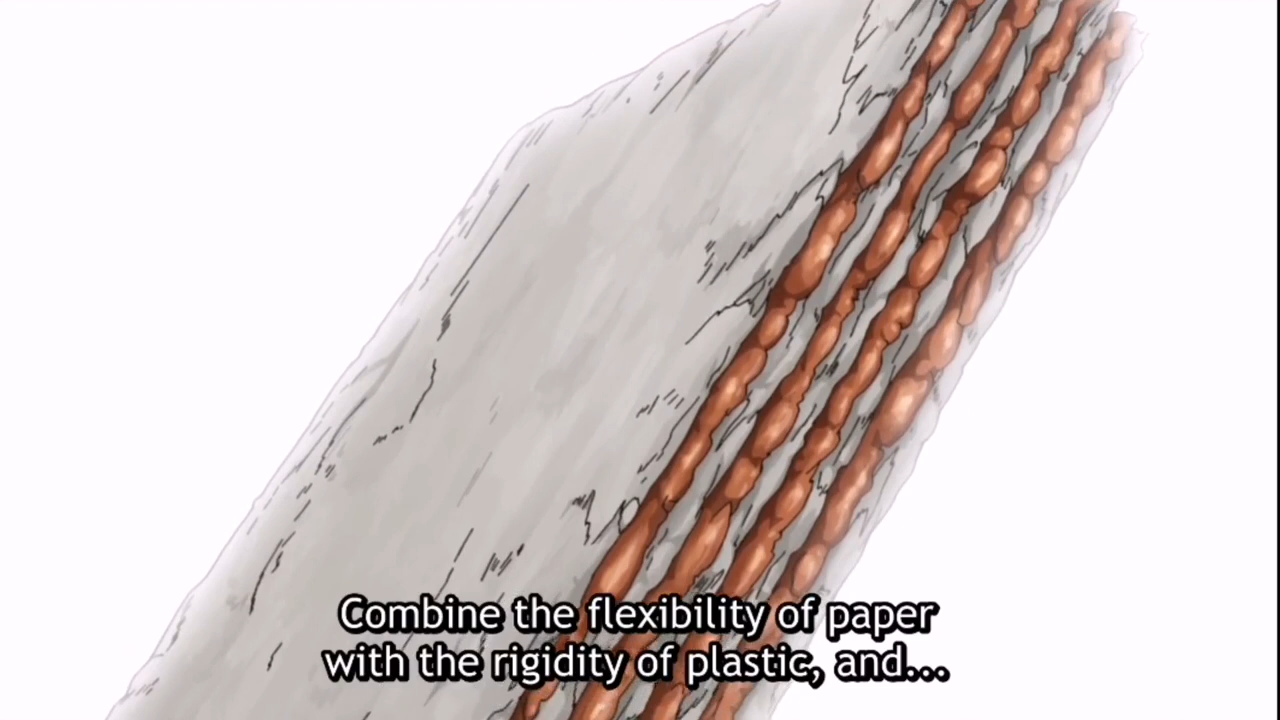 Combine the flexibility of paper
with the rigidity of plastic, and...